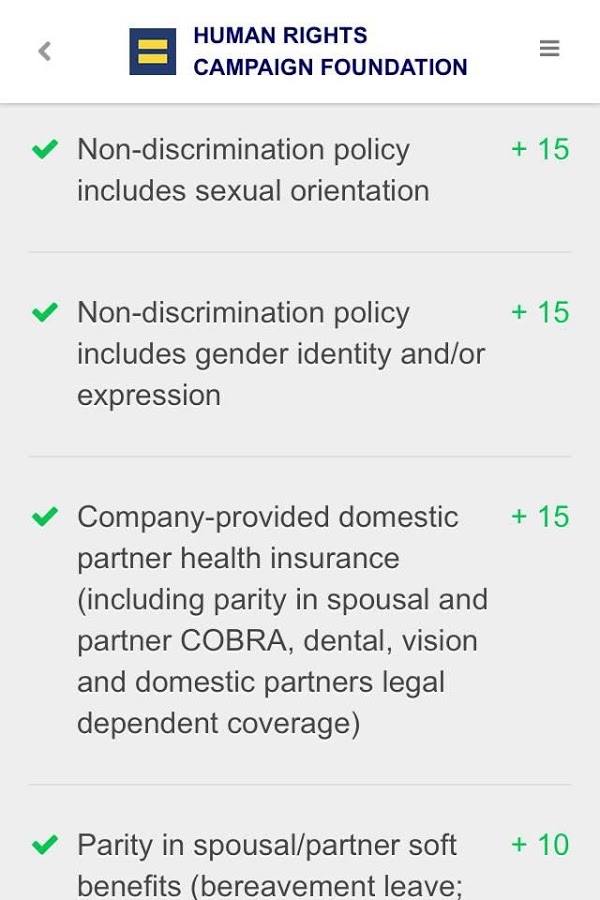 HUMAN RIGHTS
CAMPAIGN FOUNDATION
Non-discrimination policy + 15
includes sexual orientation
Non-discrimination policy + 15
includes gender identity and/or
expression
Company-provided domestic + 15
partner health insurance
(including parity in spousal and
partner COBRA, dental, vision
and domestic partners legal
dependent coverage)
Parity in spousal/partner soft + 10
benefits (bereavement leave;